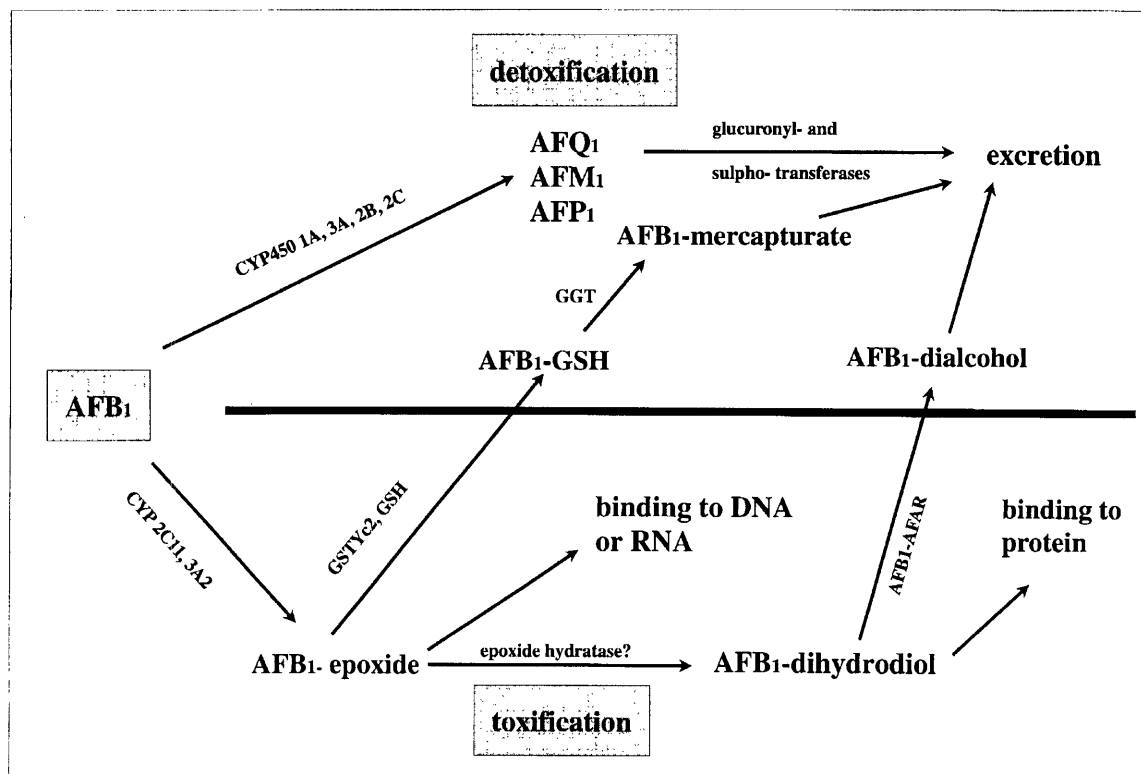 detoxification
AFQ1
AFM1
AFP1
glucuronyl- and
sulpho- transferases
excretion
CYP450 1A, 3A, 2B, 2C
AFB1-mercapturate
GGT
AFB1-GSH
AFB1-dialcohol
AFB1
CYP 2C11, 3A2
GSTYc2, GSH
binding to DNA
or RNA
AFB1-AFAR
binding to
protein
AFB1- epoxide
epoxide hydratase?
AFB1-dihydrodiol
toxification